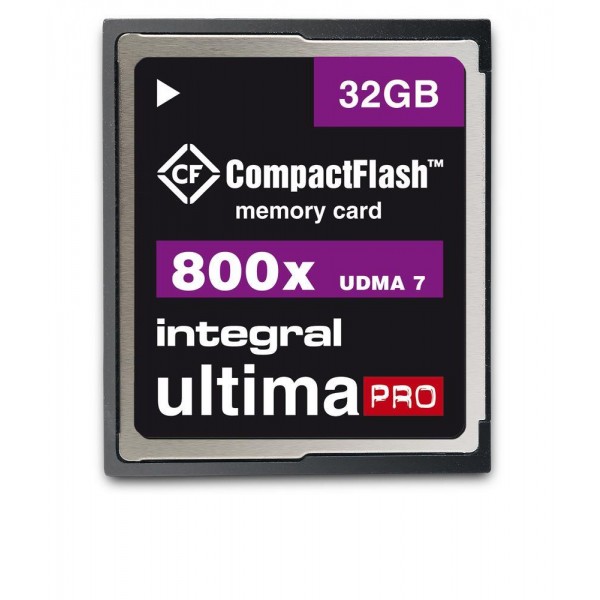 32GB
CF CompactFlash™
memory card
800x UDMA 7
integral
ultima PRO